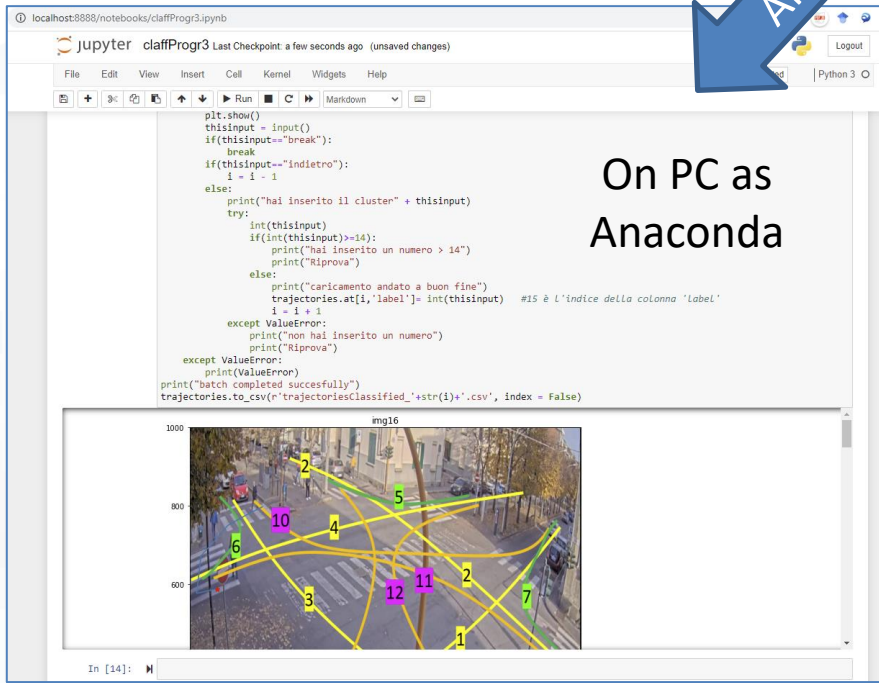 localhost:8888/notebooks/claffProgr3.ipynb
jupyter claffProgr3 Last Checkpoint: a few seconds ago (unsaved changes)
Logout
File Edit View Insert Cell Kernel Widgets Help
Python 3
Run Markdown
plt.show()
thisinput = input()
if(thisinput=="break"):
break
if(thisinput=="indietro"):
i = i - 1
else:
print("hai inserito il cluster" + thisinput)
try:
int(thisinput)
if(int(thisinput)>=14):
print("hai inserito un numero > 14")
print("Riprova")
else:
print("caricamento andato a buon fine")
trajectories.at[i,'label']= int(thisinput) #15 è l'indice della colonna 'label'
i = i + 1
except ValueError:
print("non hai inserito un numero")
print("Riprova")
except ValueError:
print(ValueError)
print("batch completed succesfully")
trajectories.to_csv(r'trajectoriesClassified_'+str(i)+'.csv', index = False)
On PC as
Anaconda
img16
1000
800
600
2
5
10
4
6
2
11
12
3
7
1
In [14]: